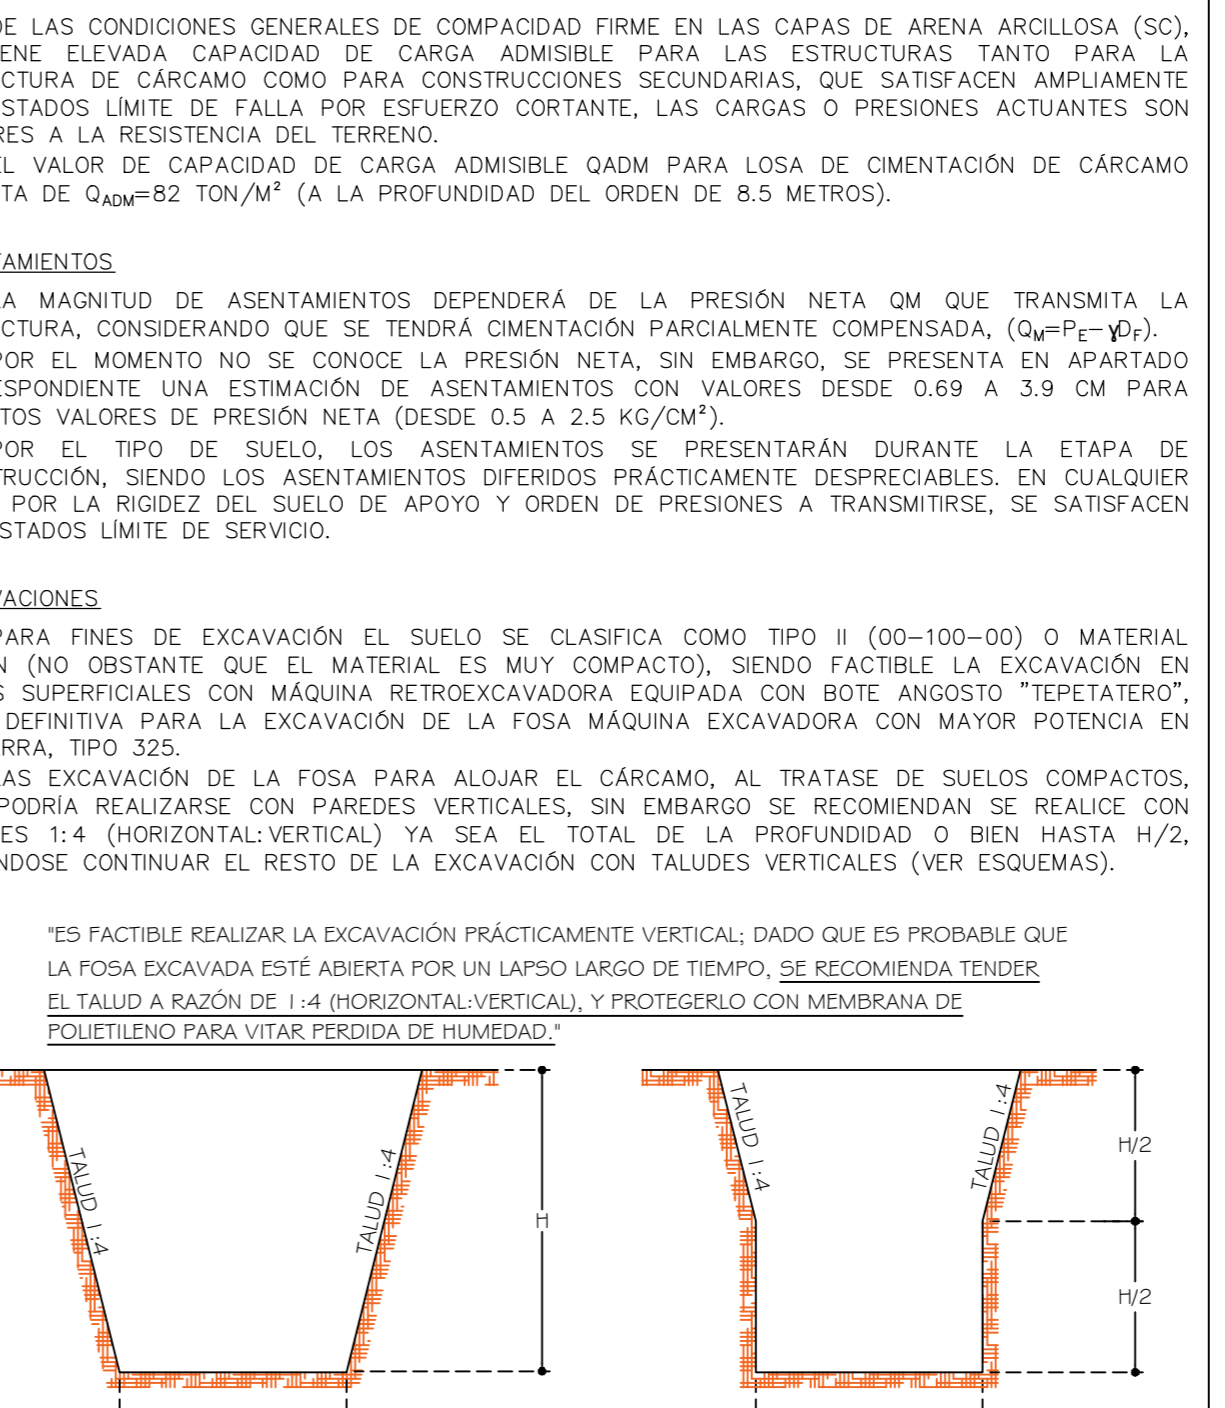 DE LAS CONDICIONES GENERALES DE COMPACIDAD FIRME EN LAS CAPAS DE ARENA ARCILLOSA (SC),
ENE ELEVADA CAPACIDAD DE CARGA ADMISIBLE PARA LAS ESTRUCTURAS TANTO PARA LA
CTURA DE CÁRCAMO COMO PARA CONSTRUCCIONES SECUNDARIAS, QUE SATISFACEN AMPLIAMENTE
STADOS LÍMITE DE FALLA POR ESFUERZO CORTANTE, LAS CARGAS O PRESIONES ACTUANTES SON
RES A LA RESISTENCIA DEL TERRENO.
EL VALOR DE CAPACIDAD DE CARGA ADMISIBLE QADM PARA LOSA DE CIMENTACIÓN DE CÁRCAMO
TA DE QADM=82 TON/M² (A LA PROFUNDIDAD DEL ORDEN DE 8.5 METROS).
TAMIENTOS
LA MAGNITUD DE ASENTAMIENTOS DEPENDERÁ DE LA PRESIÓN NETA QM QUE TRANSMITA LA
CTURA, CONSIDERANDO QUE SE TENDRÁ CIMENTACIÓN PARCIALMENTE COMPENSADA, (QM=PE-γDF).
POR EL MOMENTO NO SE CONOCE LA PRESIÓN NETA, SIN EMBARGO, SE PRESENTA EN APARTADO
ESPONDIENTE UNA ESTIMACIÓN DE ASENTAMIENTOS CON VALORES DESDE 0.69 A 3.9 CM PARA
TOS VALORES DE PRESIÓN NETA (DESDE 0.5 A 2.5 KG/CM²).
POR EL TIPO DE SUELO, LOS ASENTAMIENTOS SE PRESENTARÁN DURANTE LA ETAPA DE
TRUCCIÓN, SIENDO LOS ASENTAMIENTOS DIFERIDOS PRÁCTICAMENTE DESPRECIABLES. EN CUALQUIER
POR LA RIGIDEZ DEL SUELO DE APOYO Y ORDEN DE PRESIONES A TRANSMITIRSE, SE SATISFACEN
STADOS LÍMITE DE SERVICIO.
VACIONES
PARA FINES DE EXCAVACIÓN EL SUELO SE CLASIFICA COMO TIPO II (00-100-00) O MATERIAL
N (NO OBSTANTE QUE EL MATERIAL ES MUY COMPACTO), SIENDO FACTIBLE LA EXCAVACIÓN EN
S SUPERFICIALES CON MÁQUINA RETROEXCAVADORA EQUIPADA CON BOTE ANGOSTO "TEPETATERO",
DEFINITIVA PARA LA EXCAVACIÓN DE LA FOSA MÁQUINA EXCAVADORA CON MAYOR POTENCIA EN
RRA, TIPO 325.
LAS EXCAVACIÓN DE LA FOSA PARA ALOJAR EL CÁRCAMO, AL TRATASE DE SUELOS COMPACTOS,
PODRÍA REALIZARSE CON PAREDES VERTICALES, SIN EMBARGO SE RECOMIENDAN SE REALICE CON
ES 1:4 (HORIZONTAL:VERTICAL) YA SEA EL TOTAL DE LA PROFUNDIDAD O BIEN HASTA H/2,
NDOSE CONTINUAR EL RESTO DE LA EXCAVACIÓN CON TALUDES VERTICALES (VER ESQUEMAS).
"ES FACTIBLE REALIZAR LA EXCAVACIÓN PRÁCTICAMENTE VERTICAL; DADO QUE ES PROBABLE QUE
LA FOSA EXCAVADA ESTÉ ABIERTA POR UN LAPSO LARGO DE TIEMPO, SE RECOMIENDA TENDER
EL TALUD A RAZÓN DE 1:4 (HORIZONTAL:VERTICAL), Y PROTEGERLO CON MEMBRANA DE
POLIETILENO PARA VITAR PERDIDA DE HUMEDAD."
TALUD 1:4
TALUD 1:4
H
TALUD 1:4
TALUD 1:4
H/2
H/2